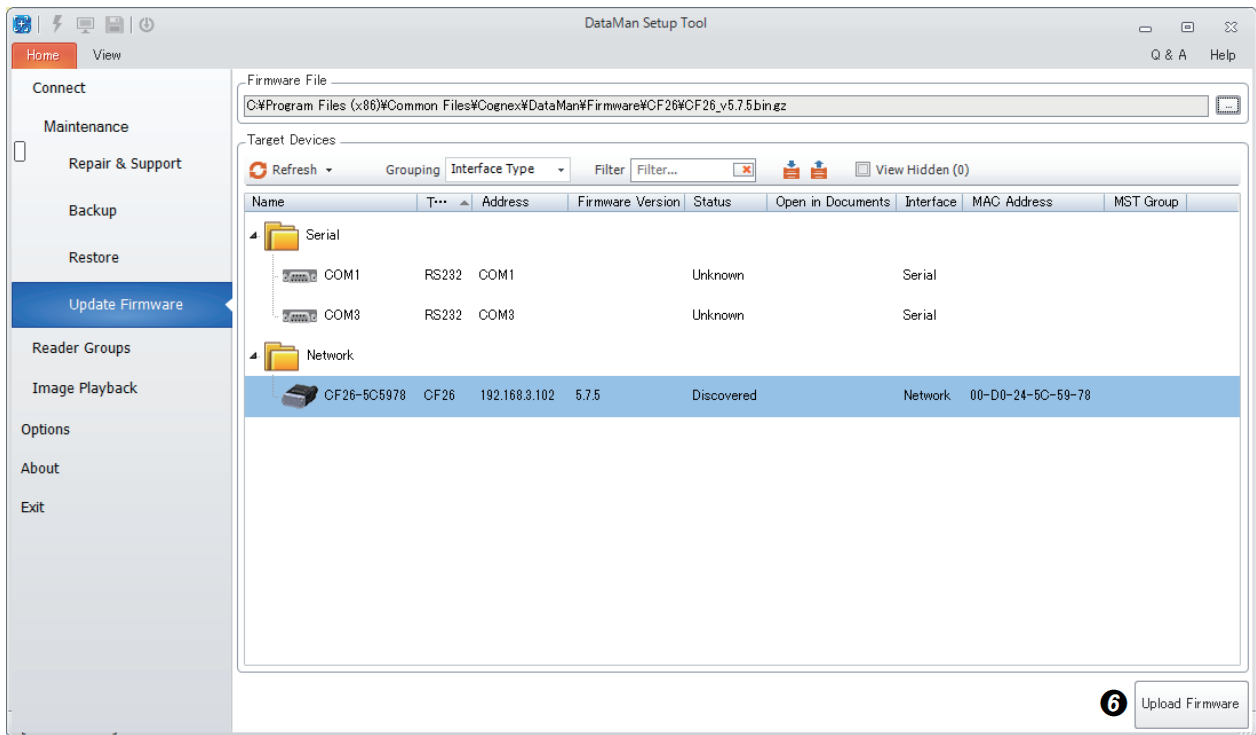 DataMan Setup Tool
Home View Q & A Help
Connect
Maintenance
Repair & Support
Backup
Restore
Update Firmware
Reader Groups
Image Playback
Options
About
Exit
Firmware File
C:¥Program Files (x86)¥Common Files¥Cognex¥DataMan¥Firmware¥CF26¥CF26_v5.7.5.bin.gz ...
Target Devices
Refresh Grouping Interface Type Filter Filter... View Hidden (0)
Name T… Address Firmware Version Status Open in Documents Interface MAC Address MST Group
Serial
COM1 RS232 COM1 Unknown Serial
COM3 RS232 COM3 Unknown Serial
Network
CF26-5C5978 CF26 192.168.3.102 5.7.5 Discovered Network 00-D0-24-5C-59-78
6 Upload Firmware